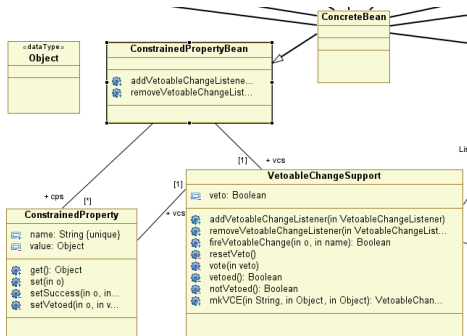 ConcreteBean
«dataType»
Object
ConstrainedPropertyBean
addVetoableChangeListene...
removeVetoableChangeList...
[1] + vcs
+ cps [*]
[1]
+ vcs
ConstrainedProperty
name: String {unique}
value: Object
get(): Object
set(in o)
setSuccess(in o, in...
setVetoed(in o, in v...
VetoableChangeSupport
veto: Boolean
addVetoableChangeListener(in VetoableChangeListener)
removeVetoableChangeListener(in VetoableChangeList...
fireVetoableChange(in o, in name): Boolean
resetVeto()
vote(in veto)
vetoed(): Boolean
notVetoed(): Boolean
mkVCE(in String, in Object, in Object): VetoableChan...